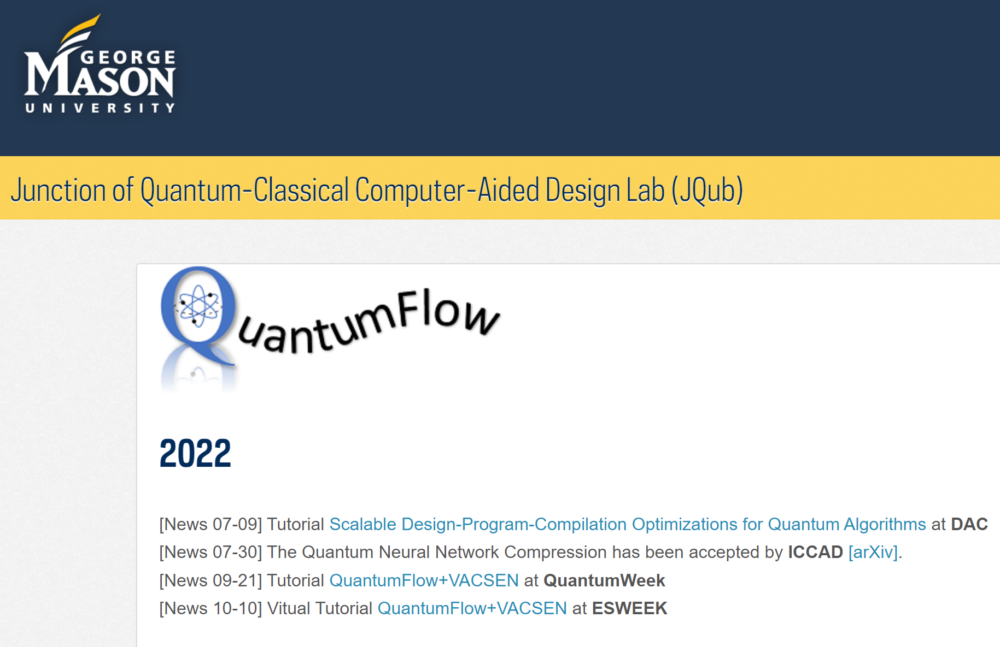 GEORGE
MASON
UNIVERSITY
Junction of Quantum-Classical Computer-Aided Design Lab (JQub)
QuantumFlow
2022
[News 07-09] Tutorial Scalable Design-Program-Compilation Optimizations for Quantum Algorithms at DAC
[News 07-30] The Quantum Neural Network Compression has been accepted by ICCAD [arXiv].
[News 09-21] Tutorial QuantumFlow+VACSEN at QuantumWeek
[News 10-10] Vitual Tutorial QuantumFlow+VACSEN at ESWEEK